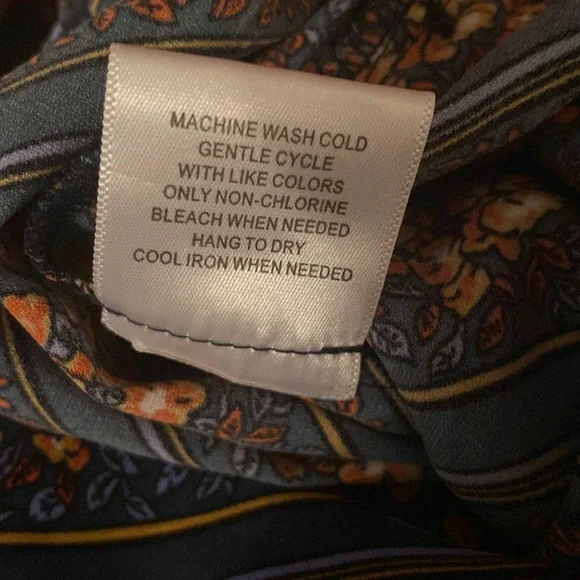 MACHINE WASH COLD
GENTLE CYCLE
WITH LIKE COLORS
ONLY NON-CHLORINE
BLEACH WHEN NEEDED
HANG TO DRY
COOL IRON WHEN NEEDED